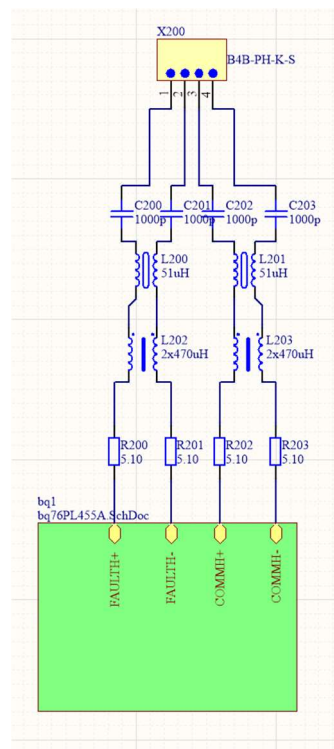 X200
B4B-PH-K-S
1 2 3 4
C200 C201 C202 C203
1000p 1000p 1000p 1000p
L200 L201
51uH 51uH
L202 L203
2x470uH 2x470uH
R200 R201 R202 R203
5.10 5.10 5.10 5.10
bq1
bq76PL455A.SchDoc
FAULTH+ FAULTH- COMMH+ COMMH-